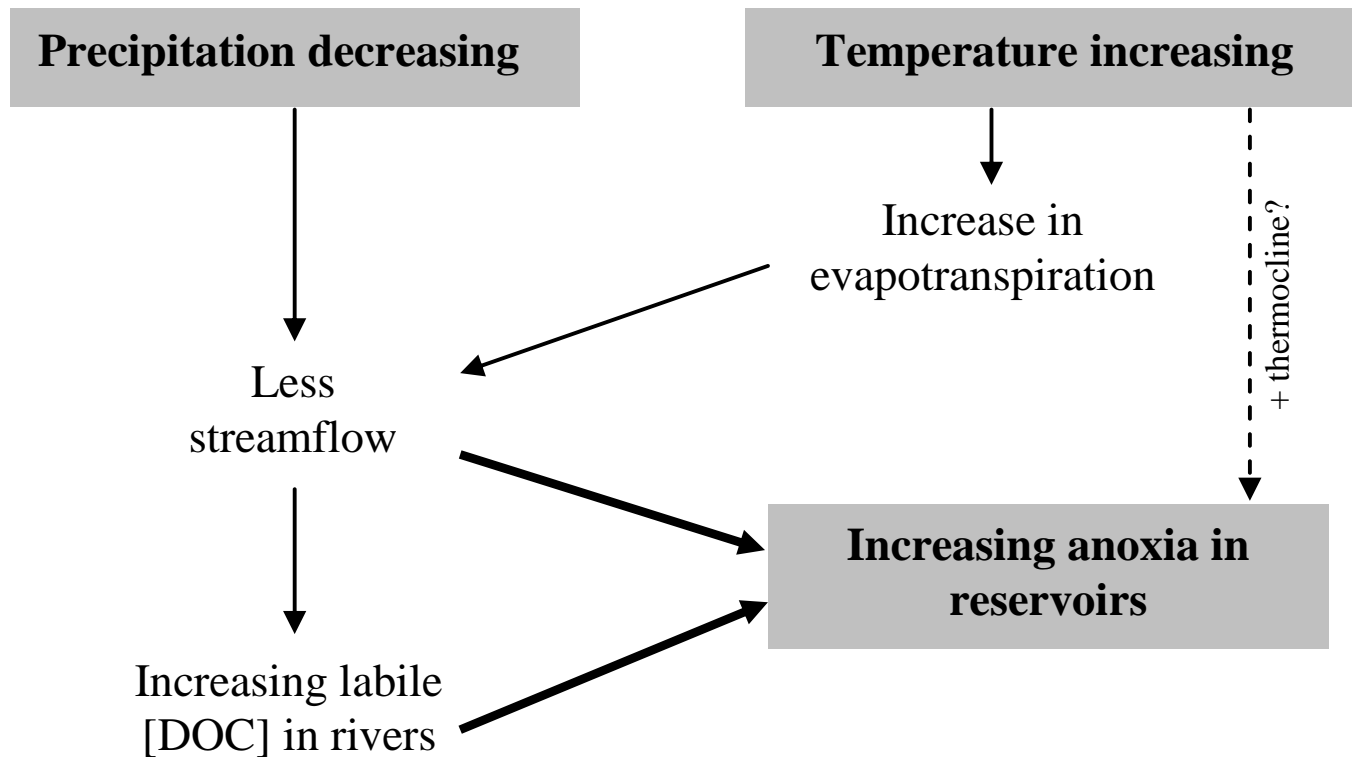 Precipitation decreasing
Temperature increasing
Increase in
evapotranspiration
+ thermocline?
Less
streamflow
Increasing anoxia in
reservoirs
Increasing labile
[DOC] in rivers